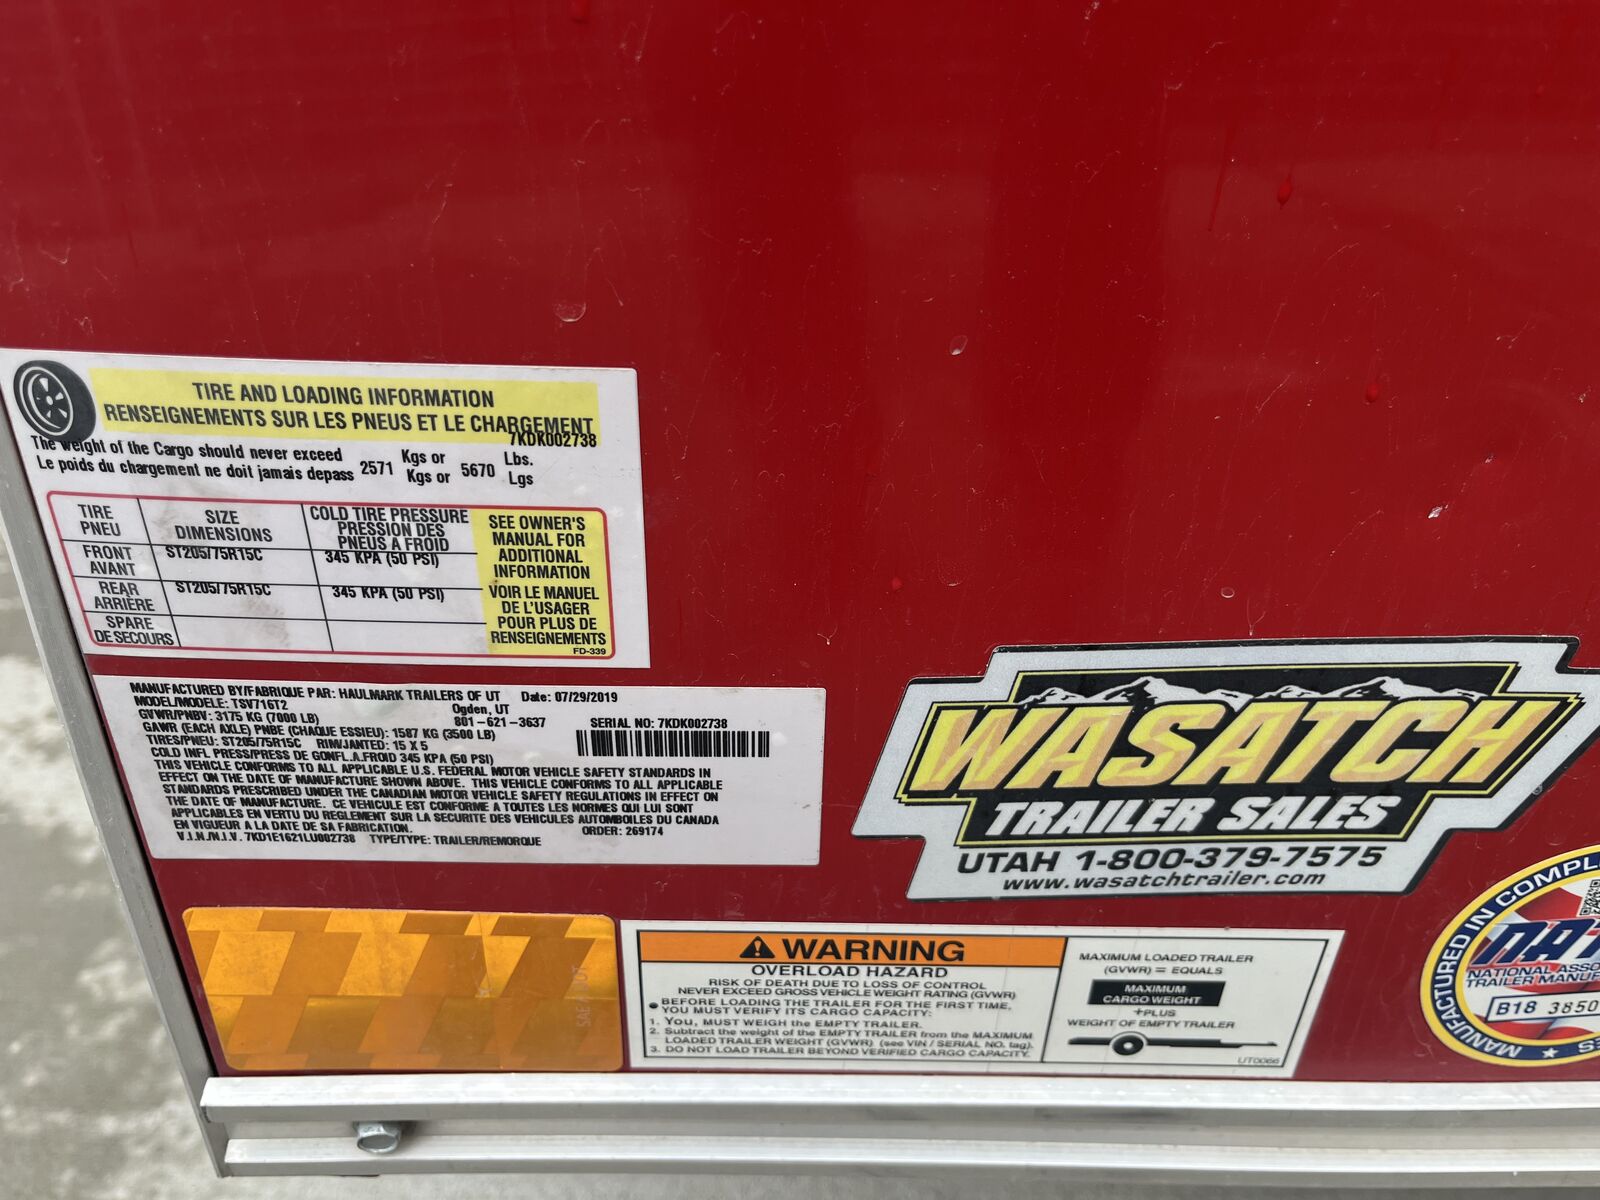 TIRE AND LOADING INFORMATION
RENSEIGNEMENTS SUR LES PNEUS ET LE CHARGEMENT
7KDK002738
The weight of the Cargo should never exceed Kgs or Lbs.
Le poids du chargement ne doit jamais depass 2571 Kgs or 5670 Lgs
TIRE SIZE COLD TIRE PRESSURE
PNEU DIMENSIONS PRESSION DES
PNEUS A FROID
FRONT ST205/75R15C 345 KPA (50 PSI)
AVANT
REAR ST205/75R15C 345 KPA (50 PSI)
ARRIÈRE
SPARE
DE SECOURS
SEE OWNER'S
MANUAL FOR
ADDITIONAL
INFORMATION
VOIR LE MANUEL
DE L'USAGER
POUR PLUS DE
RENSEIGNEMENTS
FD-339
MANUFACTURED BY/FABRIQUE PAR: HAULMARK TRAILERS OF UT Date: 07/29/2019
MODEL/MODELE: TSV716T2 Ogden, UT
GVWR/PNBV: 3175 KG (7000 LB) 801-621-3637 SERIAL NO: 7KDK002738
GAWR (EACH AXLE) PNBE (CHAQUE ESSIEU): 1587 KG (3500 LB)
TIRES/PNEU: ST205/75R15C RIM/JANTED: 15 X 5
COLD INFL PRESS/PRESS DE GONFL.A.FROID 345 KPA (50 PSI)
THIS VEHICLE CONFORMS TO ALL APPLICABLE U.S. FEDERAL MOTOR VEHICLE SAFETY STANDARDS IN
EFFECT ON THE DATE OF MANUFACTURE SHOWN ABOVE. THIS VEHICLE CONFORMS TO ALL APPLICABLE
STANDARDS PRESCRIBED UNDER THE CANADIAN MOTOR VEHICLE SAFETY REGULATIONS IN EFFECT ON
THE DATE OF MANUFACTURE. CE VEHICULE EST CONFORME A TOUTES LES NORMES QUI LUI SONT
APPLICABLES EN VERTU DU REGLEMENT SUR LA SECURITE DES VEHICULES AUTOMBOILES DU CANADA
EN VIGUEUR A LA DATE DE SA FABRICATION. ORDER: 269174
V.I.N./N.I.V. 7KD1E1621LU002738 TYPE/TYPE: TRAILER/REMORQUE
WASATCH
TRAILER SALES
UTAH 1-800-379-7575
www.wasatchtrailer.com
WARNING
OVERLOAD HAZARD
RISK OF DEATH DUE TO LOSS OF CONTROL
NEVER EXCEED GROSS VEHICLE WEIGHT RATING (GVWR)
• BEFORE LOADING THE TRAILER FOR THE FIRST TIME,
YOU MUST VERIFY ITS CARGO CAPACITY:
1. YOU, MUST WEIGH the EMPTY TRAILER.
2. Subtract the weight of the EMPTY TRAILER from the MAXIMUM
LOADED TRAILER WEIGHT (GVWR) (see VIN / SERIAL NO. tag).
3. DO NOT LOAD TRAILER BEYOND VERIFIED CARGO CAPACITY.
MAXIMUM LOADED TRAILER
(GVWR) = EQUALS
MAXIMUM
CARGO WEIGHT
+PLUS
WEIGHT OF EMPTY TRAILER
UT0066
MANUFACTURED IN COMPL
NAT
NATIONAL ASSO
TRAILER MANUF
B18 3850